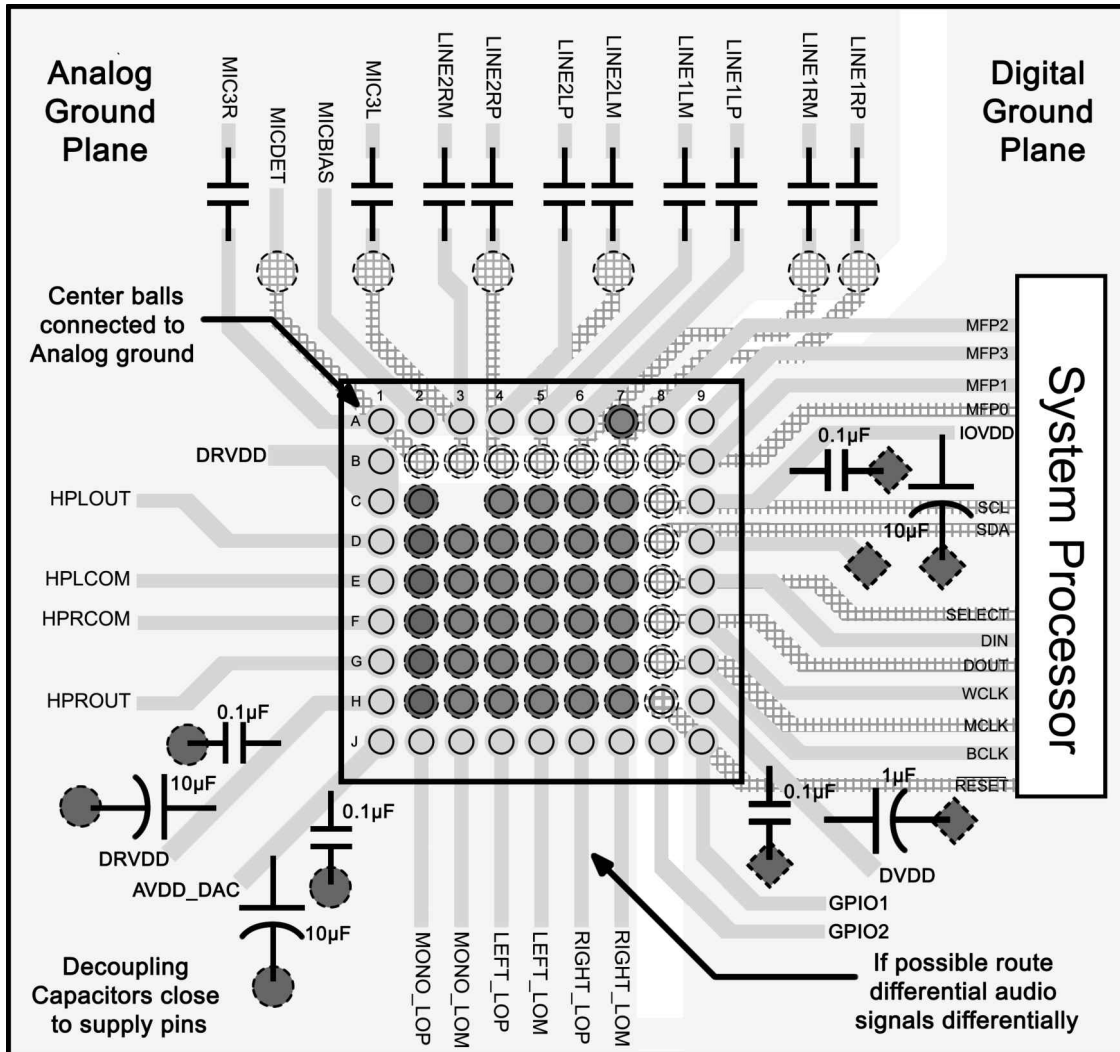 Analog
Ground
Plane
MIC3R
MICDET
MICBIAS
MIC3L
LINE2RM
LINE2RP
LINE2LP
LINE2LM
LINE1LM
LINE1LP
LINE1RM
LINE1RP
Digital
Ground
Plane
Center balls
connected to
Analog ground
MFP2
MFP3
MFP1
MFP0
IOVDD
0.1µF
10µF
SCL
SDA
SELECT
DIN
DOUT
WCLK
MCLK
BCLK
RESET
System Processor
1 2 3 4 5 6 7 8 9
A
B
C
D
E
F
G
H
J
DRVDD
HPLOUT
HPLCOM
HPRCOM
HPROUT
0.1µF
10µF
DRVDD
0.1µF
AVDD_DAC
10µF
Decoupling
Capacitors close
to supply pins
MONO_LOP
MONO_LOM
LEFT_LOP
LEFT_LOM
RIGHT_LOP
RIGHT_LOM
0.1µF
1µF
DVDD
GPIO1
GPIO2
If possible route
differential audio
signals differentially